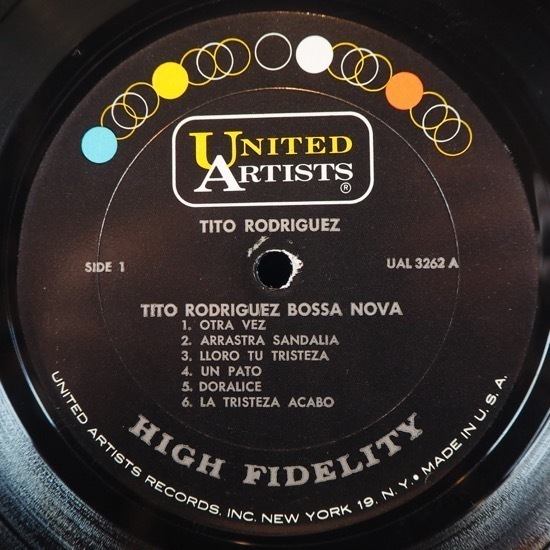 UNITED
ARTISTS
®
TITO RODRIGUEZ
SIDE 1
UAL 3262 A
TITO RODRIGUEZ BOSSA NOVA
1. OTRA VEZ
2. ARRASTRA SANDALIA
3. LLORO TU TRISTEZA
4. UN PATO
5. DORALICE
6. LA TRISTEZA ACABO
HIGH FIDELITY
UNITED ARTISTS RECORDS, INC. NEW YORK 19, N.Y. • MADE IN U.S.A.